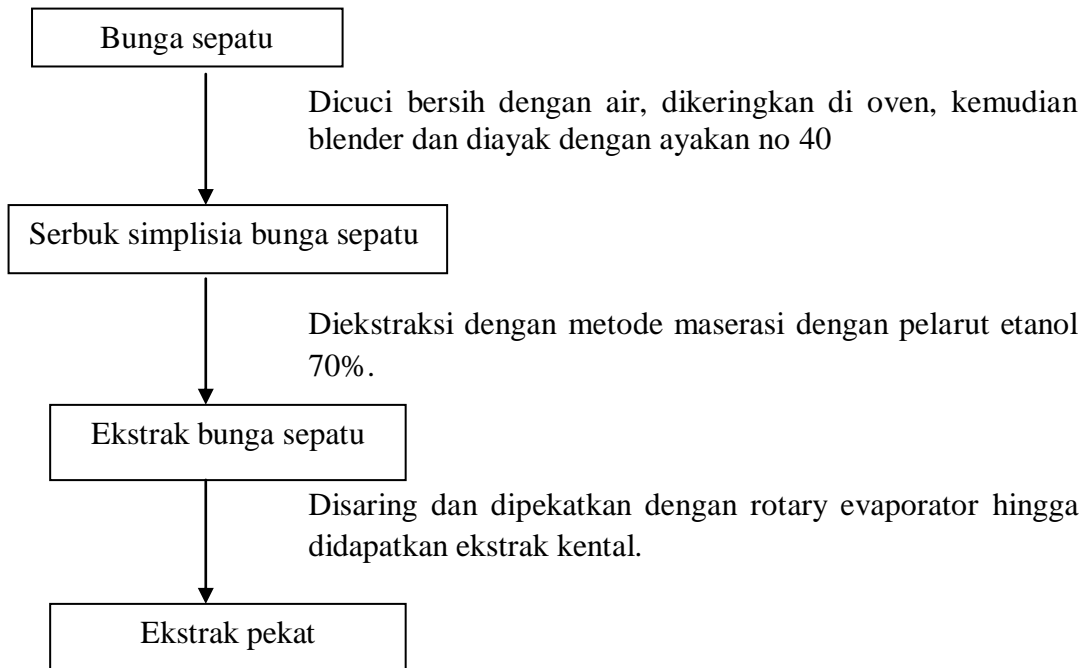 Bunga sepatu
Dicuci bersih dengan air, dikeringkan di oven, kemudian
blender dan diayak dengan ayakan no 40
Serbuk simplisia bunga sepatu
Diekstraksi dengan metode maserasi dengan pelarut etanol
70%.
Ekstrak bunga sepatu
Disaring dan dipekatkan dengan rotary evaporator hingga
didapatkan ekstrak kental.
Ekstrak pekat